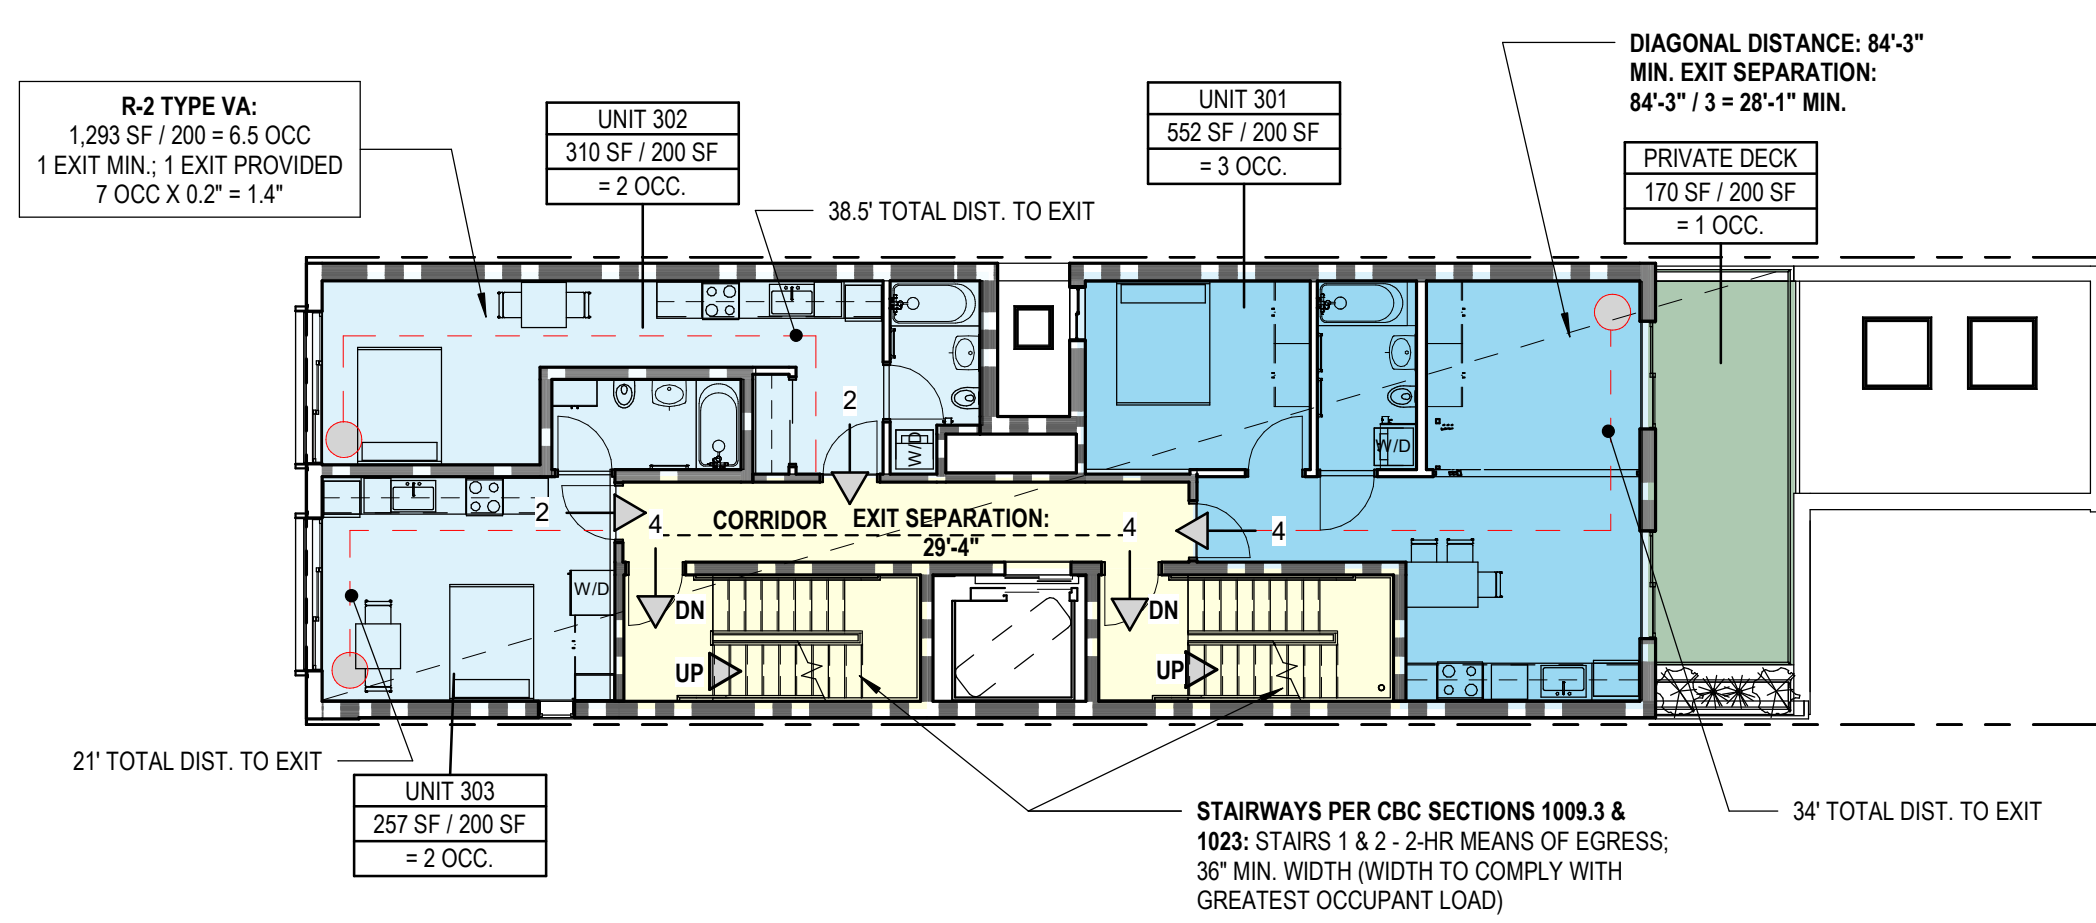 DIAGONAL DISTANCE: 84'-3"
MIN. EXIT SEPARATION:
84'-3" / 3 = 28'-1" MIN.
R-2 TYPE VA:
1,293 SF / 200 = 6.5 OCC
1 EXIT MIN.; 1 EXIT PROVIDED
7 OCC X 0.2" = 1.4"
UNIT 302
310 SF / 200 SF
= 2 OCC.
UNIT 301
552 SF / 200 SF
= 3 OCC.
PRIVATE DECK
170 SF / 200 SF
= 1 OCC.
38.5' TOTAL DIST. TO EXIT
2
W/D
W/D
2
4
CORRIDOR
EXIT SEPARATION:
29'-4"
4
4
W/D
DN
DN
UP
UP
21' TOTAL DIST. TO EXIT
UNIT 303
257 SF / 200 SF
= 2 OCC.
STAIRWAYS PER CBC SECTIONS 1009.3 &
1023: STAIRS 1 & 2 - 2-HR MEANS OF EGRESS;
36" MIN. WIDTH (WIDTH TO COMPLY WITH
GREATEST OCCUPANT LOAD)
34' TOTAL DIST. TO EXIT